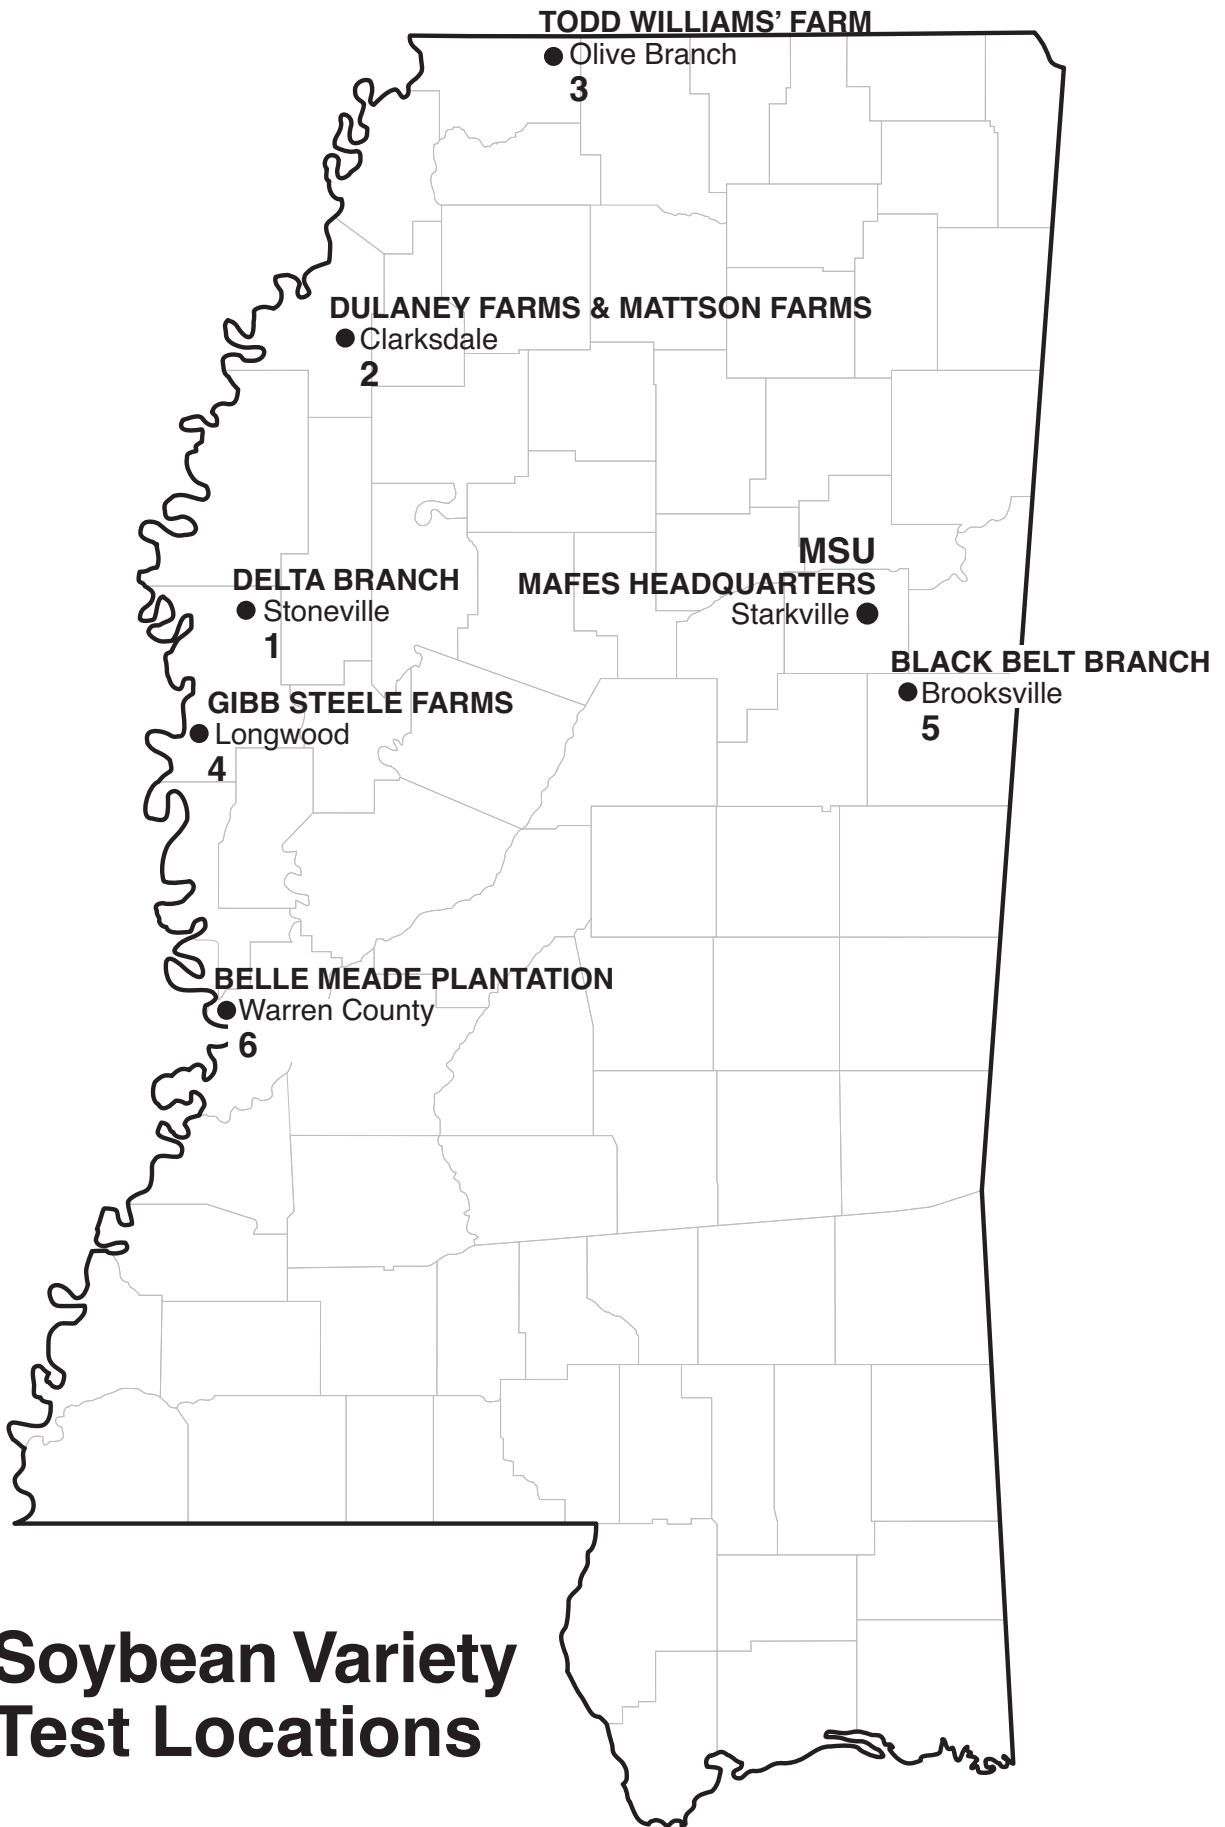 TODD WILLIAMS’ FARM
Olive Branch
3
DULANEY FARMS & MATTSON FARMS
Clarksdale
2
MSU
MAFES HEADQUARTERS
Starkville
DELTA BRANCH
Stoneville
1
BLACK BELT BRANCH
Brooksville
5
GIBB STEELE FARMS
Longwood
4
BELLE MEADE PLANTATION
Warren County
6
Soybean Variety
Test Locations